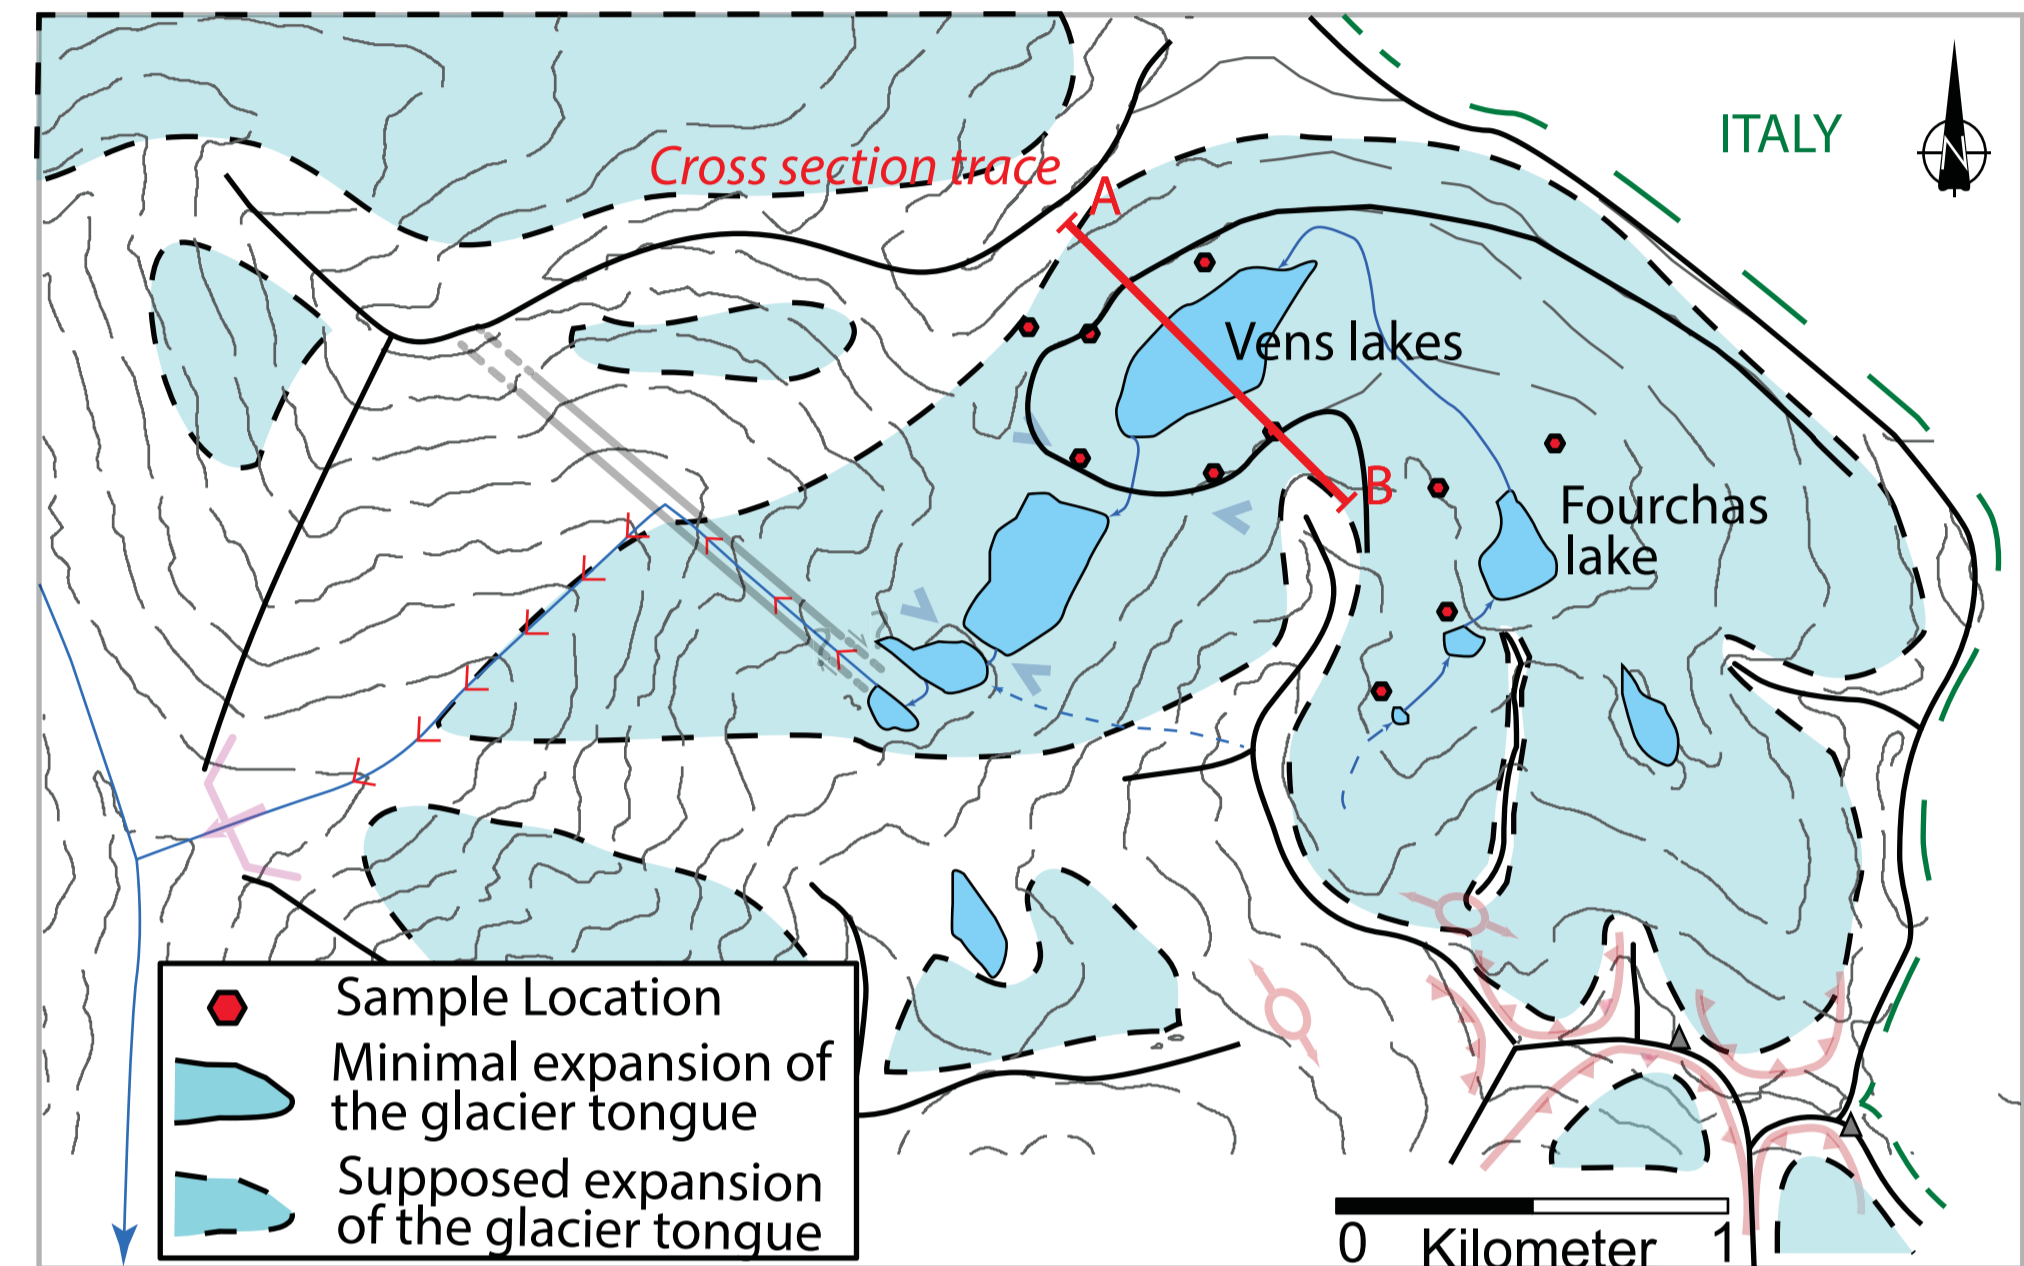 ITALY
N
Cross section trace
A
Vens lakes
B
Fourchas
lake
Sample Location
Minimal expansion of
the glacier tongue
Supposed expansion
of the glacier tongue
0 Kilometer 1